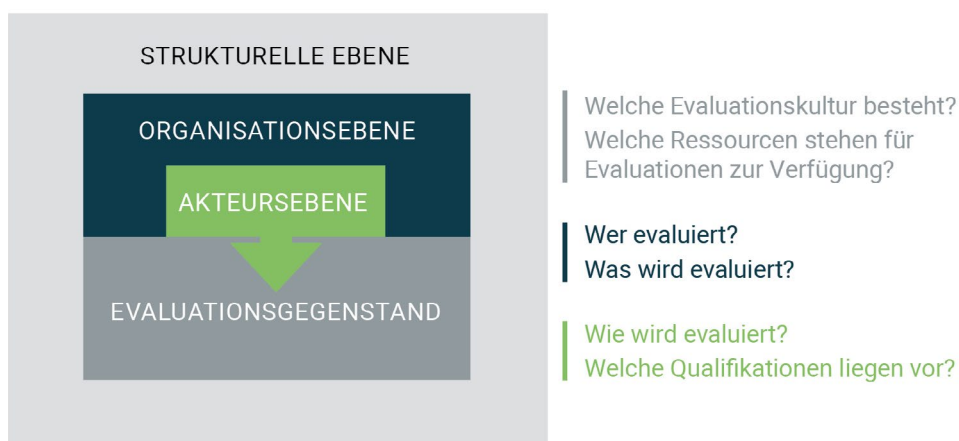 STRUKTURELLE EBENE
ORGANISATIONSEBENE
AKTEURSEBENE
EVALUATIONSGEGENSTAND
Welche Evaluationskultur besteht?
Welche Ressourcen stehen für
Evaluationen zur Verfügung?
Wer evaluiert?
Was wird evaluiert?
Wie wird evaluiert?
Welche Qualifikationen liegen vor?